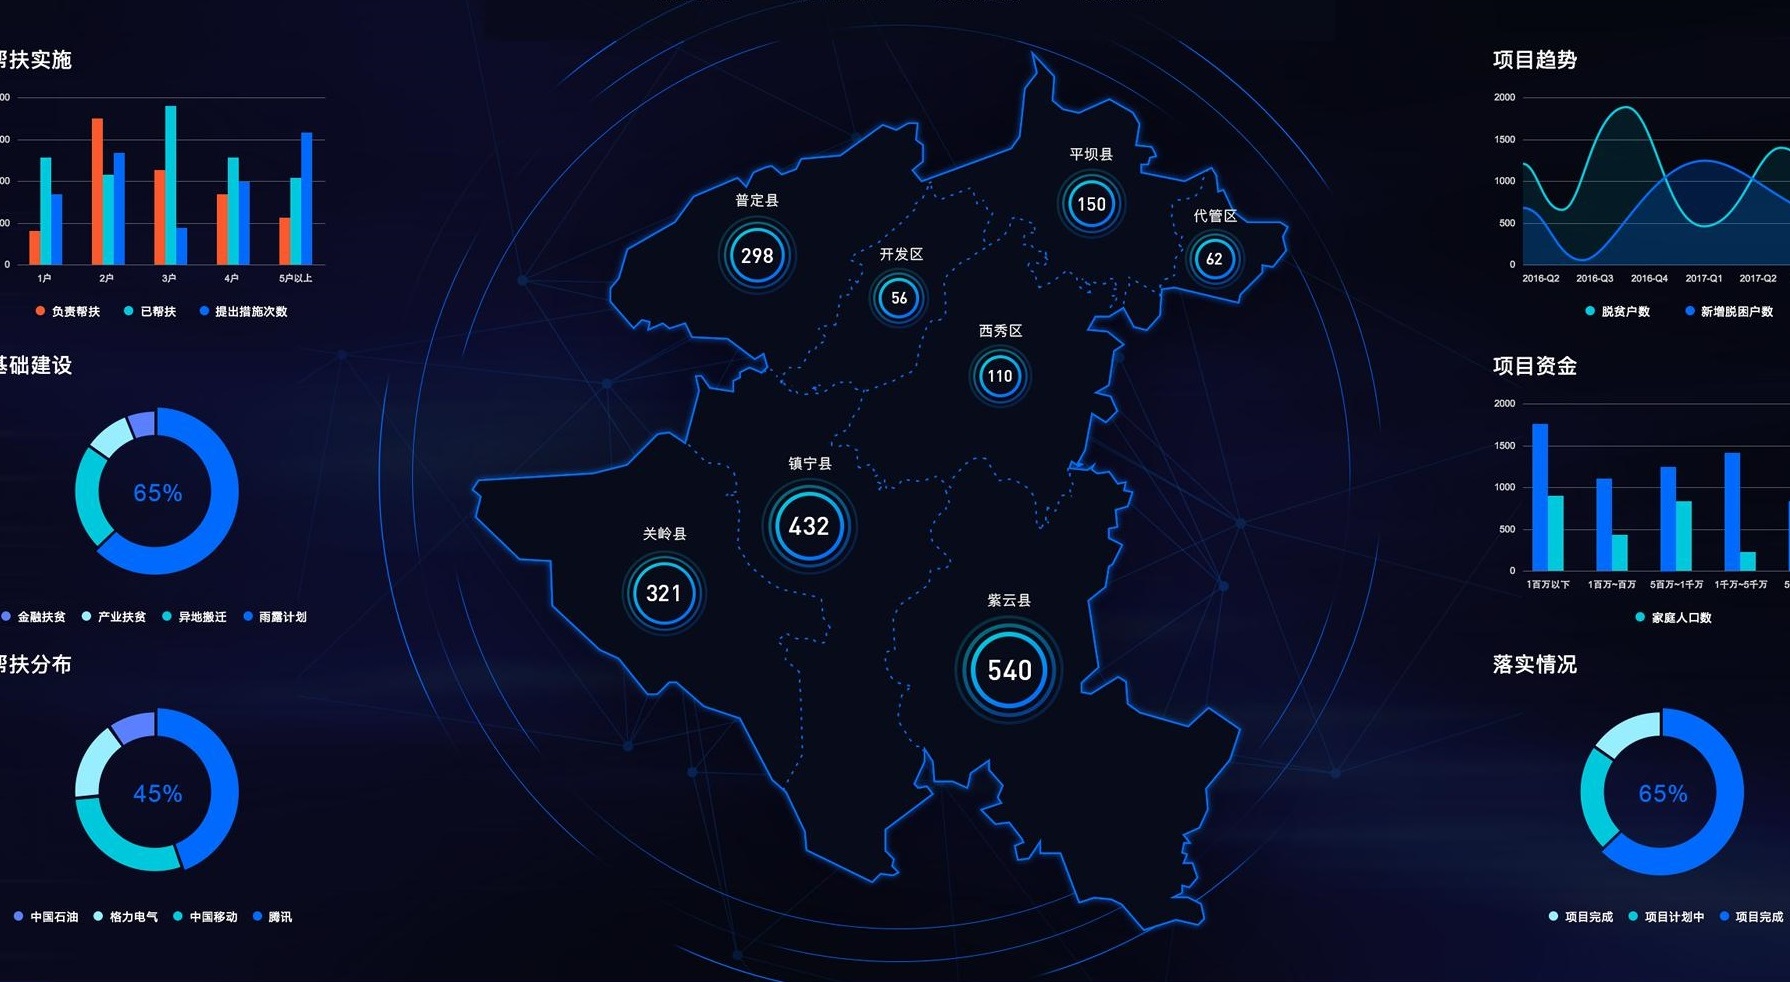 帮扶实施
00
00
00
00
0
1户 2户 3户 4户 5户以上
负责帮扶 已帮扶 提出措施次数
基础建设
65%
金融扶贫 产业扶贫 异地搬迁 雨露计划
帮扶分布
45%
中国石油 格力电气 中国移动 腾讯
平坝县
150
普定县
298
代管区
62
开发区
56
西秀区
110
镇宁县
432
关岭县
321
紫云县
540
项目趋势
2000
1500
1000
500
0
2016-Q2 2016-Q3 2016-Q4 2017-Q1 2017-Q2
脱贫户数 新增脱困户数
项目资金
2000
1500
1000
500
0
1百万以下 1百万~百万 5百万~1千万 1千万~5千万 5
家庭人口数
落实情况
65%
项目完成 项目计划中 项目完成